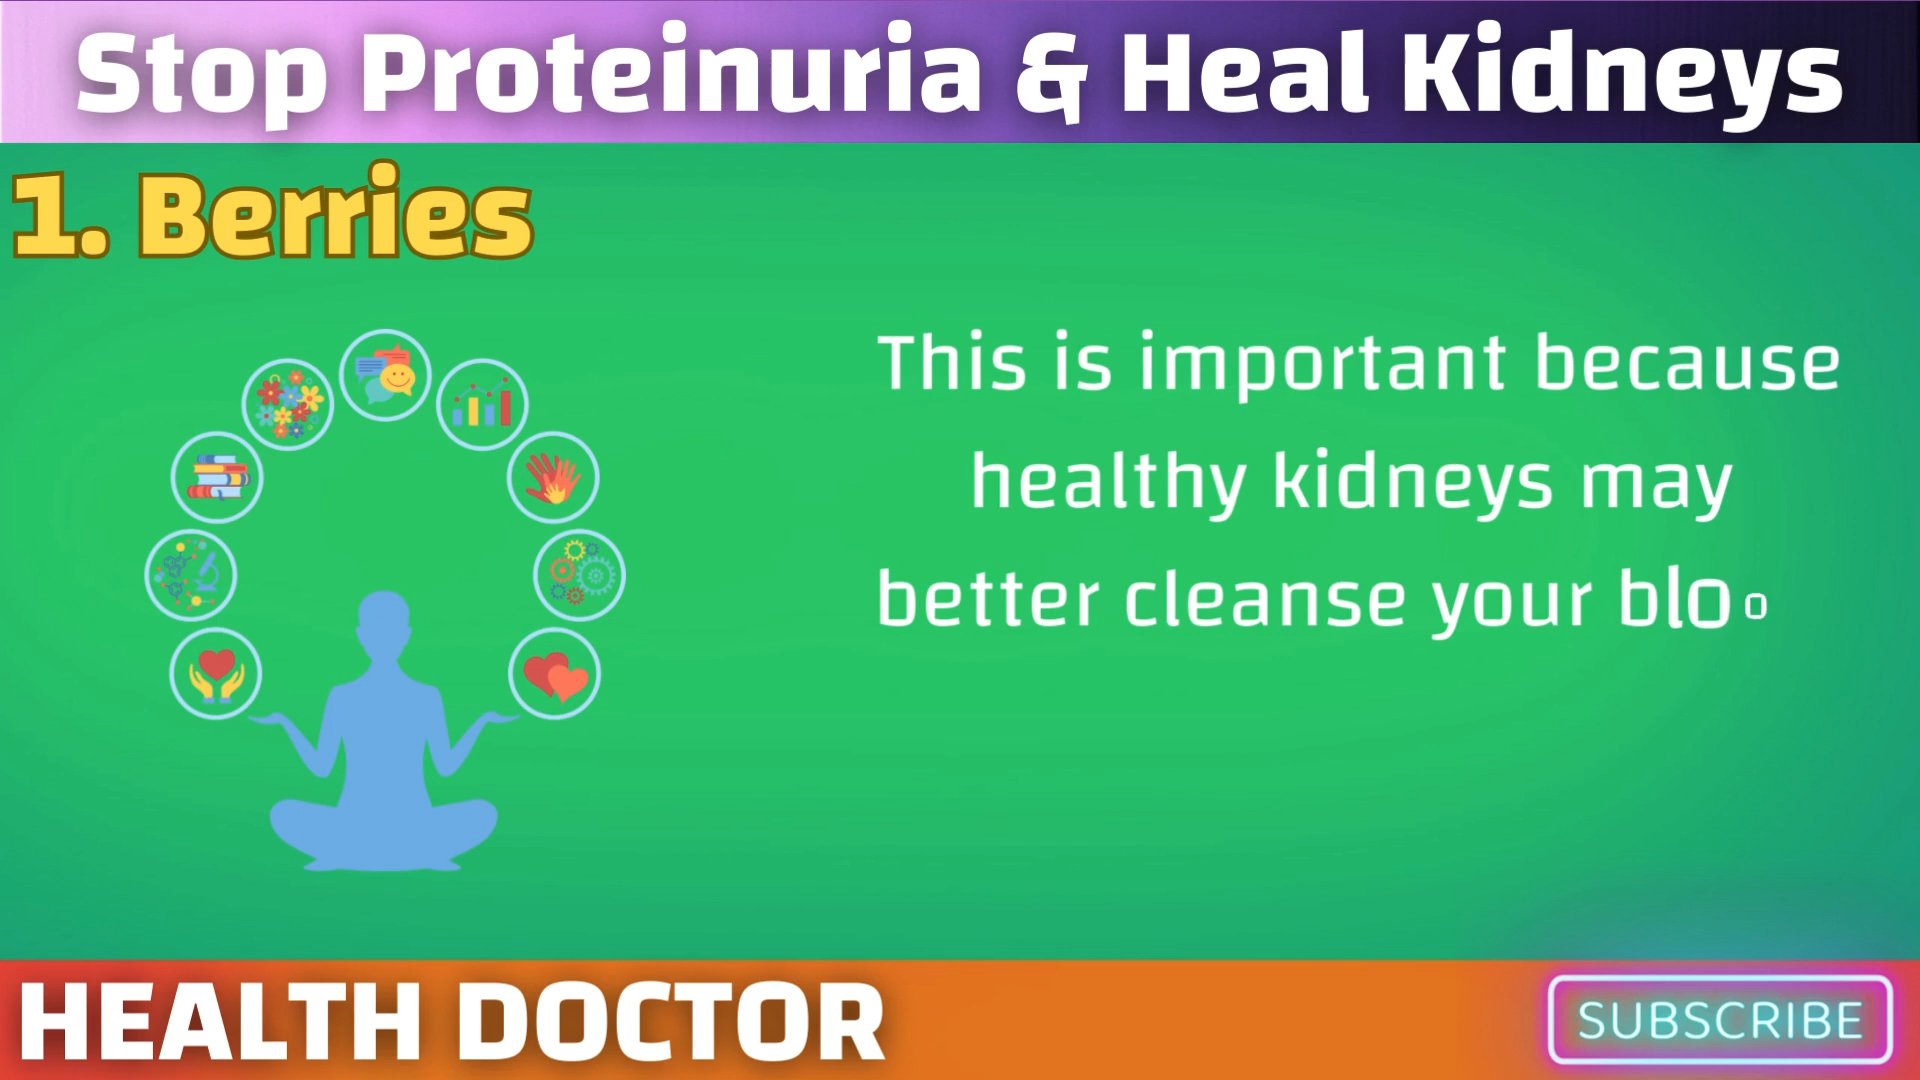 Stop Proteinuria & Heal Kidneys
1. Berries
This is important because
healthy kidneys may
better cleanse your bloo
HEALTH DOCTOR
SUBSCRIBE